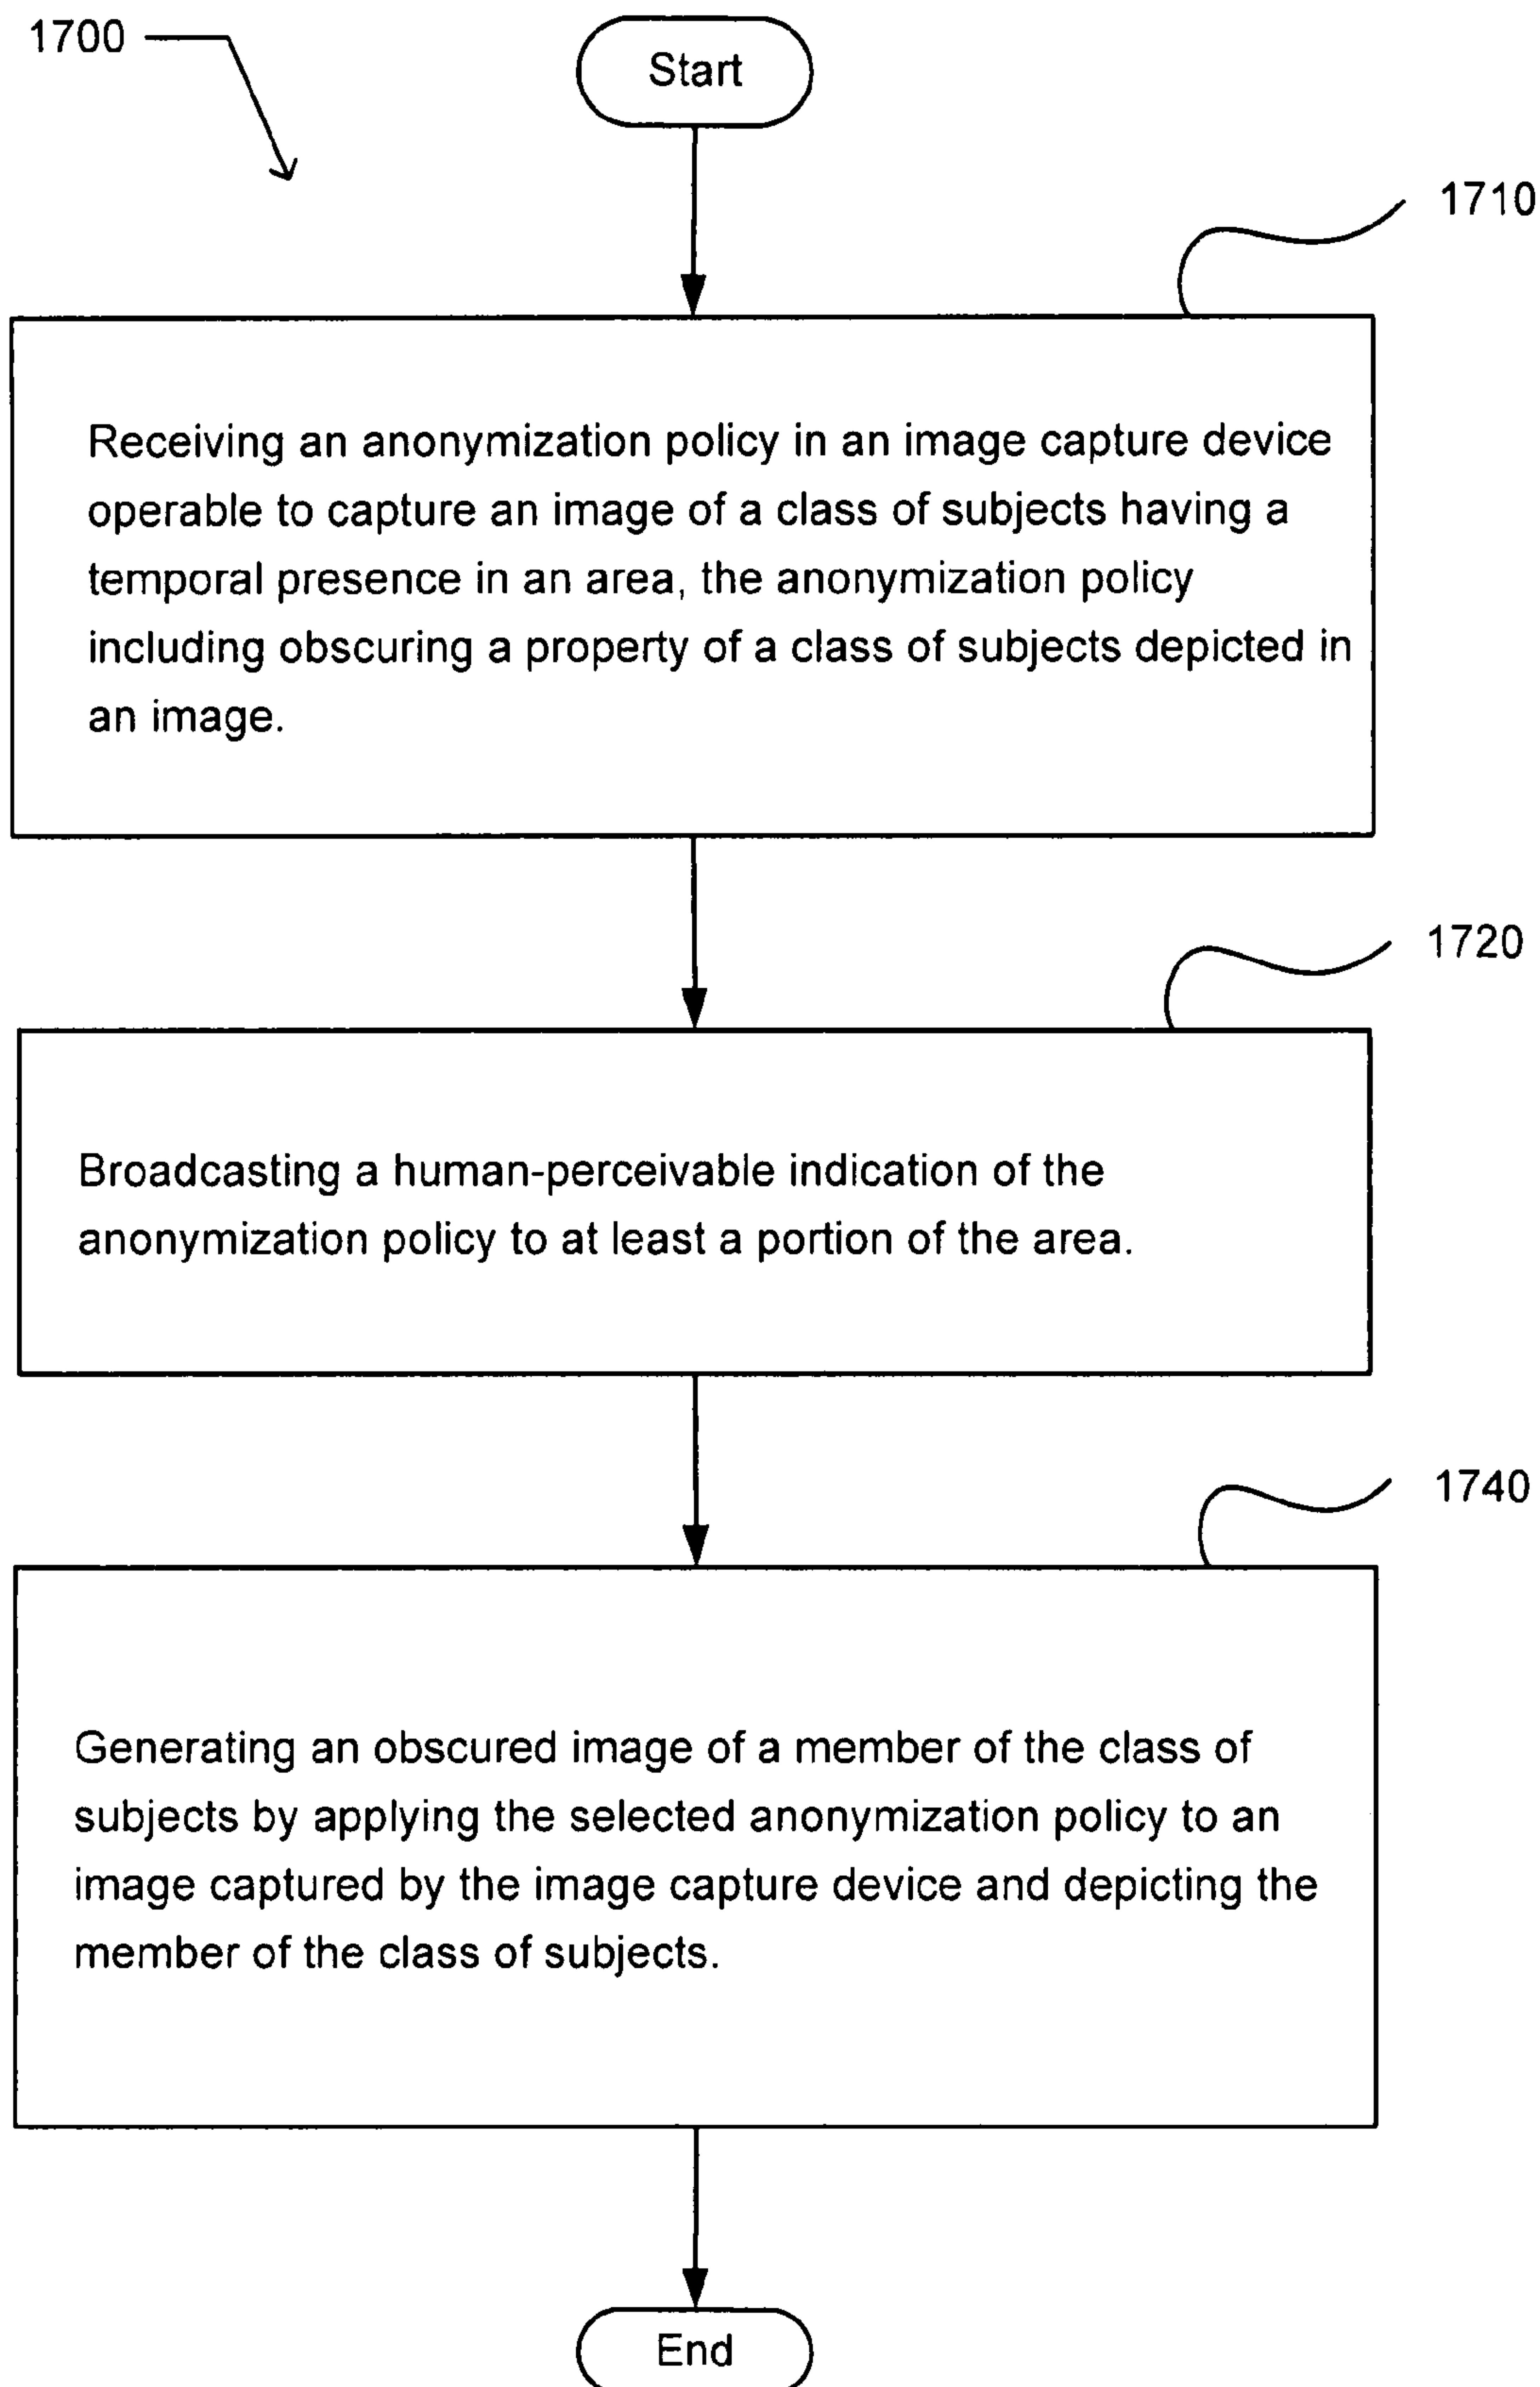 1700
Start
1710
Receiving an anonymization policy in an image capture device
operable to capture an image of a class of subjects having a
temporal presence in an area, the anonymization policy
including obscuring a property of a class of subjects depicted in
an image.
1720
Broadcasting a human-perceivable indication of the
anonymization policy to at least a portion of the area.
1740
Generating an obscured image of a member of the class of
subjects by applying the selected anonymization policy to an
image captured by the image capture device and depicting the
member of the class of subjects.
End